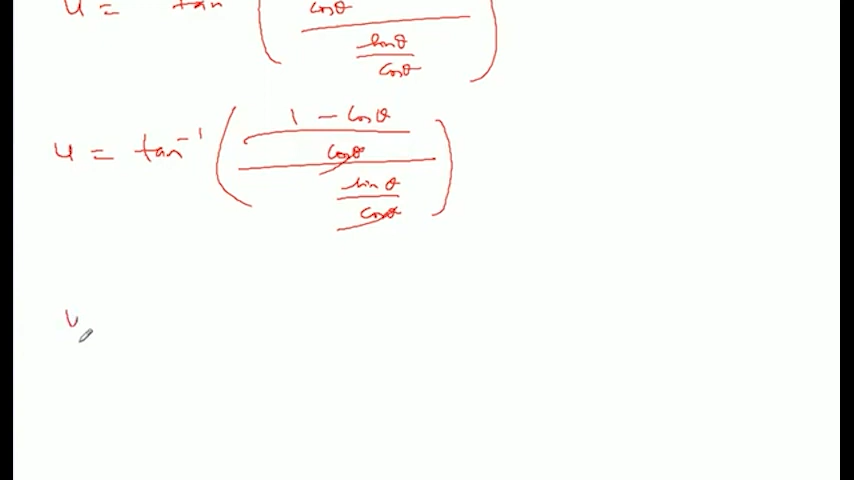 u = tan
cosθ
sinθ
cosθ
1 - cosθ
u = tan⁻¹ ( cosθ )
sinθ
cosθ
u